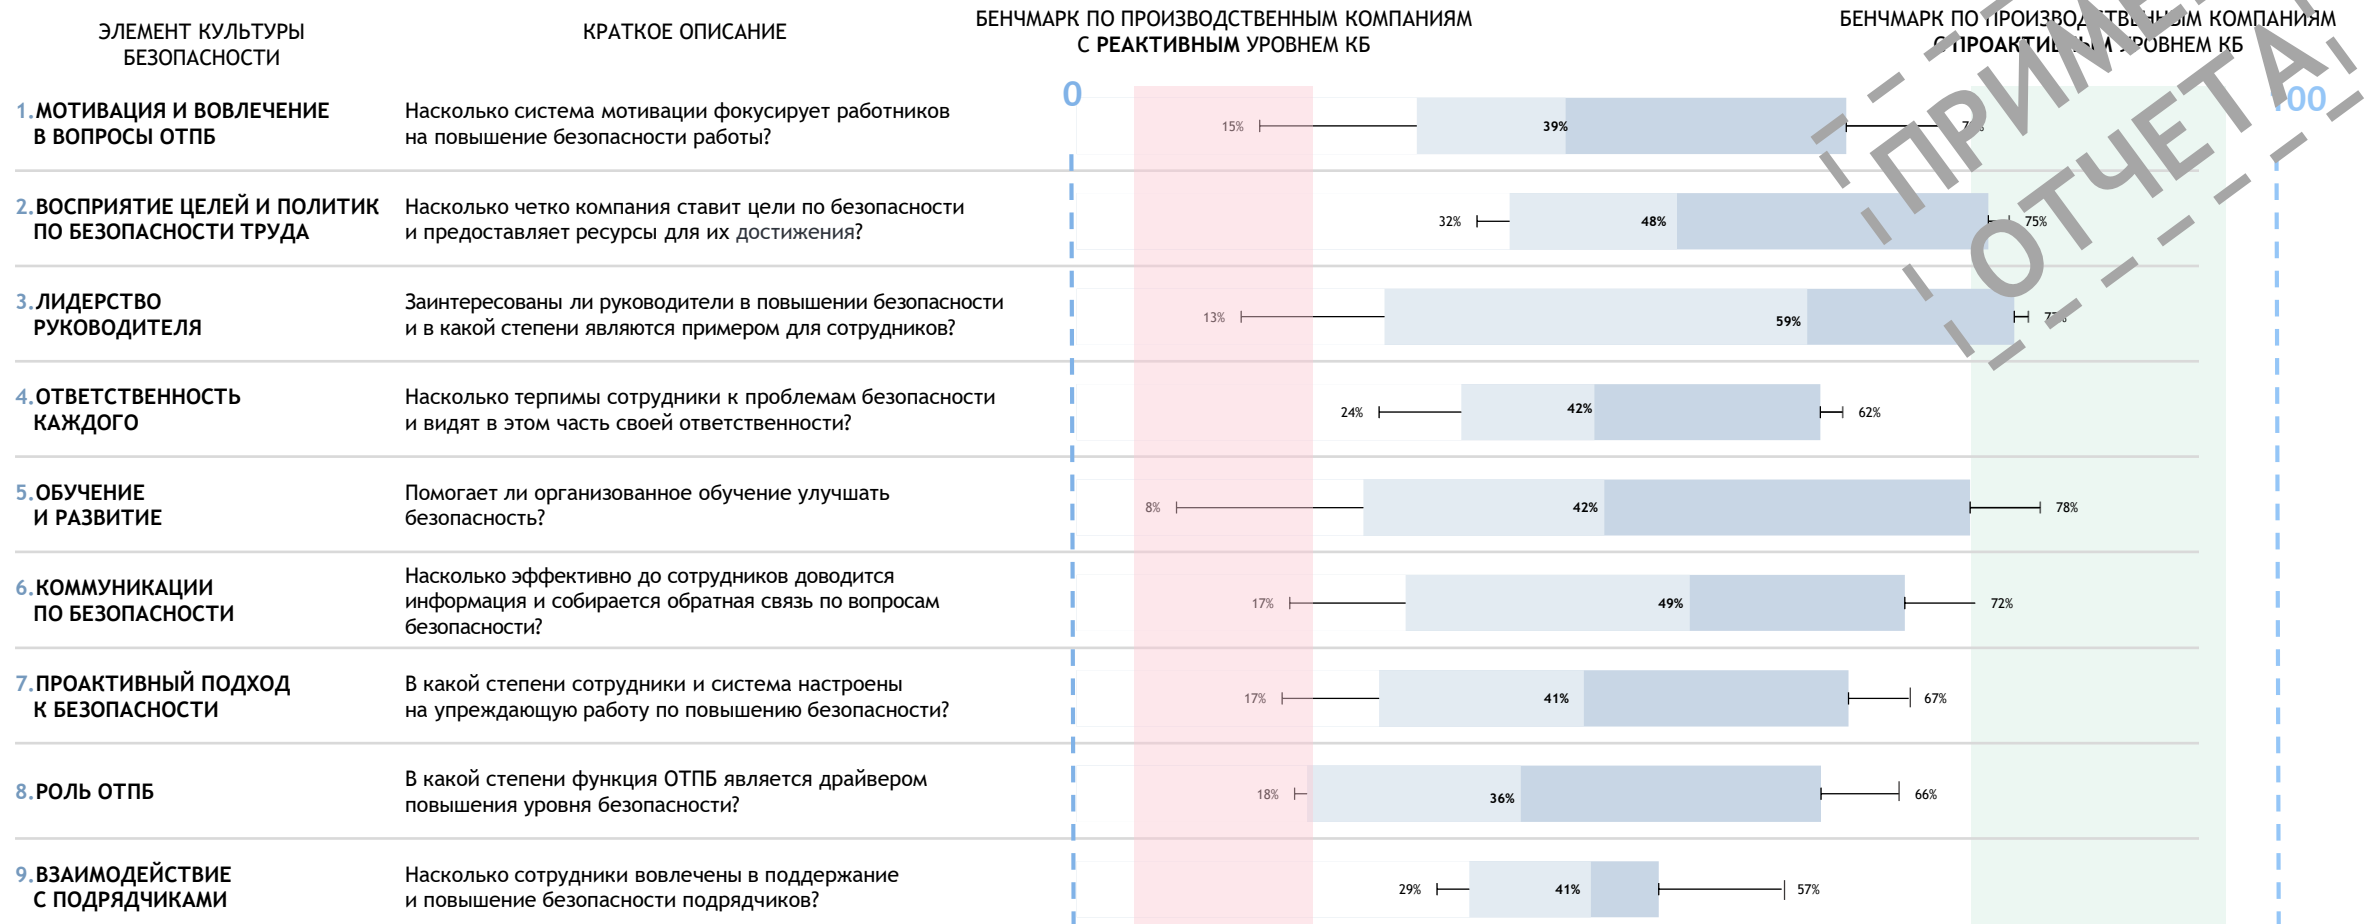 ЭЛЕМЕНТ КУЛЬТУРЫ
БЕЗОПАСНОСТИ
КРАТКОЕ ОПИСАНИЕ
БЕНЧМАРК ПО ПРОИЗВОДСТВЕННЫМ КОМПАНИЯМ
С РЕАКТИВНЫМ УРОВНЕМ КБ
БЕНЧМАРК ПО ПРОИЗВОДСТВЕННЫМ КОМПАНИЯМ
С ПРОАКТИВНЫМ УРОВНЕМ КБ
ОТЧЕТА
0
1.МОТИВАЦИЯ И ВОВЛЕЧЕНИЕ
В ВОПРОСЫ ОТПБ
Насколько система мотивации фокусирует работников
на повышение безопасности работы?
15%
39%
2.ВОСПРИЯТИЕ ЦЕЛЕЙ И ПОЛИТИК
ПО БЕЗОПАСНОСТИ ТРУДА
Насколько четко компания ставит цели по безопасности
и предоставляет ресурсы для их достижения?
32%
48%
75%
3.ЛИДЕРСТВО
РУКОВОДИТЕЛЯ
Заинтересованы ли руководители в повышении безопасности
и в какой степени являются примером для сотрудников?
13%
59%
4.ОТВЕТСТВЕННОСТЬ
КАЖДОГО
Насколько терпимы сотрудники к проблемам безопасности
и видят в этом часть своей ответственности?
24%
42%
62%
5.ОБУЧЕНИЕ
И РАЗВИТИЕ
Помогает ли организованное обучение улучшать
безопасность?
8%
42%
78%
6.КОММУНИКАЦИИ
ПО БЕЗОПАСНОСТИ
Насколько эффективно до сотрудников доводится
информация и собирается обратная связь по вопросам
безопасности?
17%
49%
72%
7.ПРОАКТИВНЫЙ ПОДХОД
К БЕЗОПАСНОСТИ
В какой степени сотрудники и система настроены
на упреждающую работу по повышению безопасности?
17%
41%
67%
8.РОЛЬ ОТПБ
В какой степени функция ОТПБ является драйвером
повышения уровня безопасности?
18%
36%
66%
9.ВЗАИМОДЕЙСТВИЕ
С ПОДРЯДЧИКАМИ
Насколько сотрудники вовлечены в поддержание
и повышение безопасности подрядчиков?
29%
41%
57%